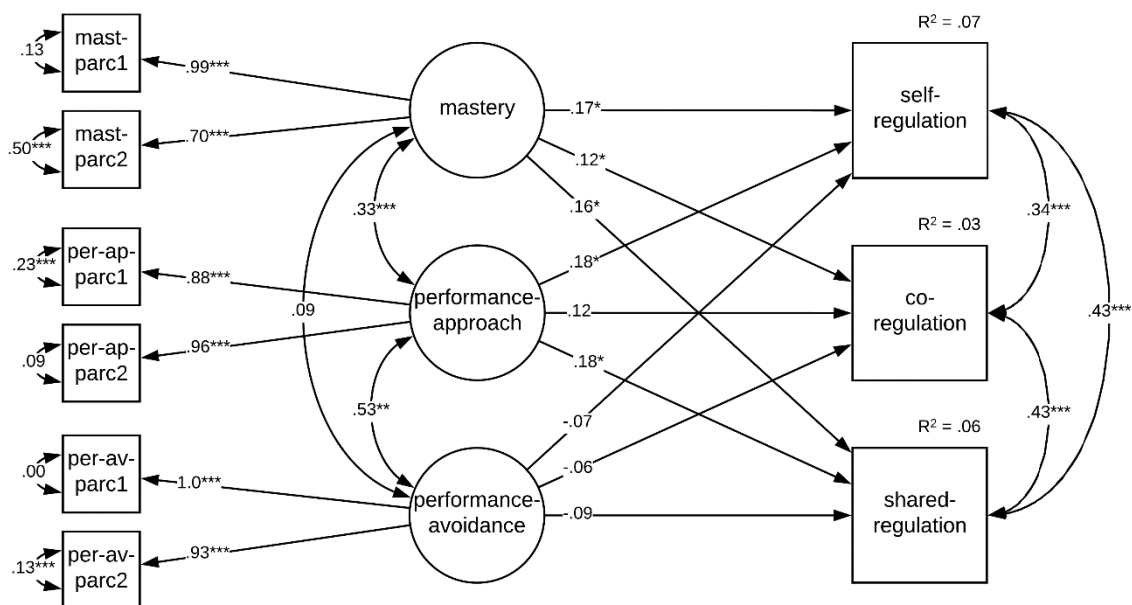 R² = .07
mast-
parc1
.13
.99***
mastery
.17*
self-
regulation
mast-
parc2
.50***
.70***
.12*
.16*
.33***
.34***
R² = .03
per-ap-
parc1
.23***
.88***
.18*
performance-
approach
.12
co-
regulation
.09
.43***
per-ap-
parc2
.09
.96***
.18*
.53**
-.07
.43***
R² = .06
per-av-
parc1
.00
1.0***
-.06
performance-
avoidance
-.09
shared-
regulation
per-av-
parc2
.13***
.93***